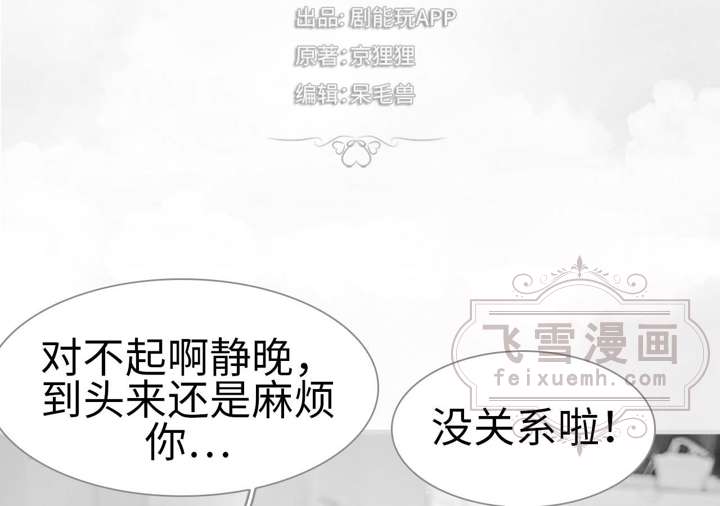 出品：剧能玩APP
原著：京狸狸
编辑：呆毛兽
飞雪漫画
feixuemh.com
对不起啊静晚，
到头来还是麻烦
你...
没关系啦！